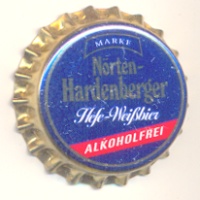 MARKE
Nörten-
Hardenberger
Hefe-Weißbier
ALKOHOLFREI